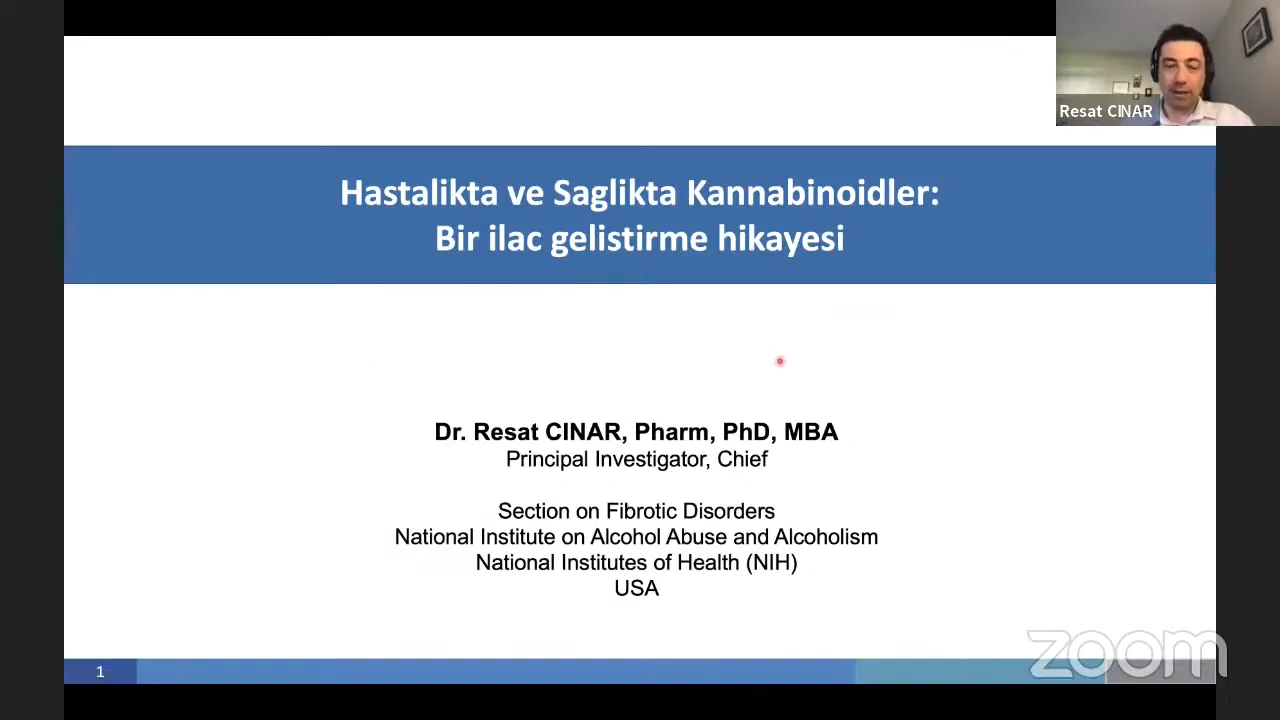 Resat CINAR
Hastalikta ve Saglikta Kannabinoidler:
Bir ilac gelistirme hikayesi
Dr. Resat CINAR, Pharm, PhD, MBA
Principal Investigator, Chief
Section on Fibrotic Disorders
National Institute on Alcohol Abuse and Alcoholism
National Institutes of Health (NIH)
USA
zoom
1